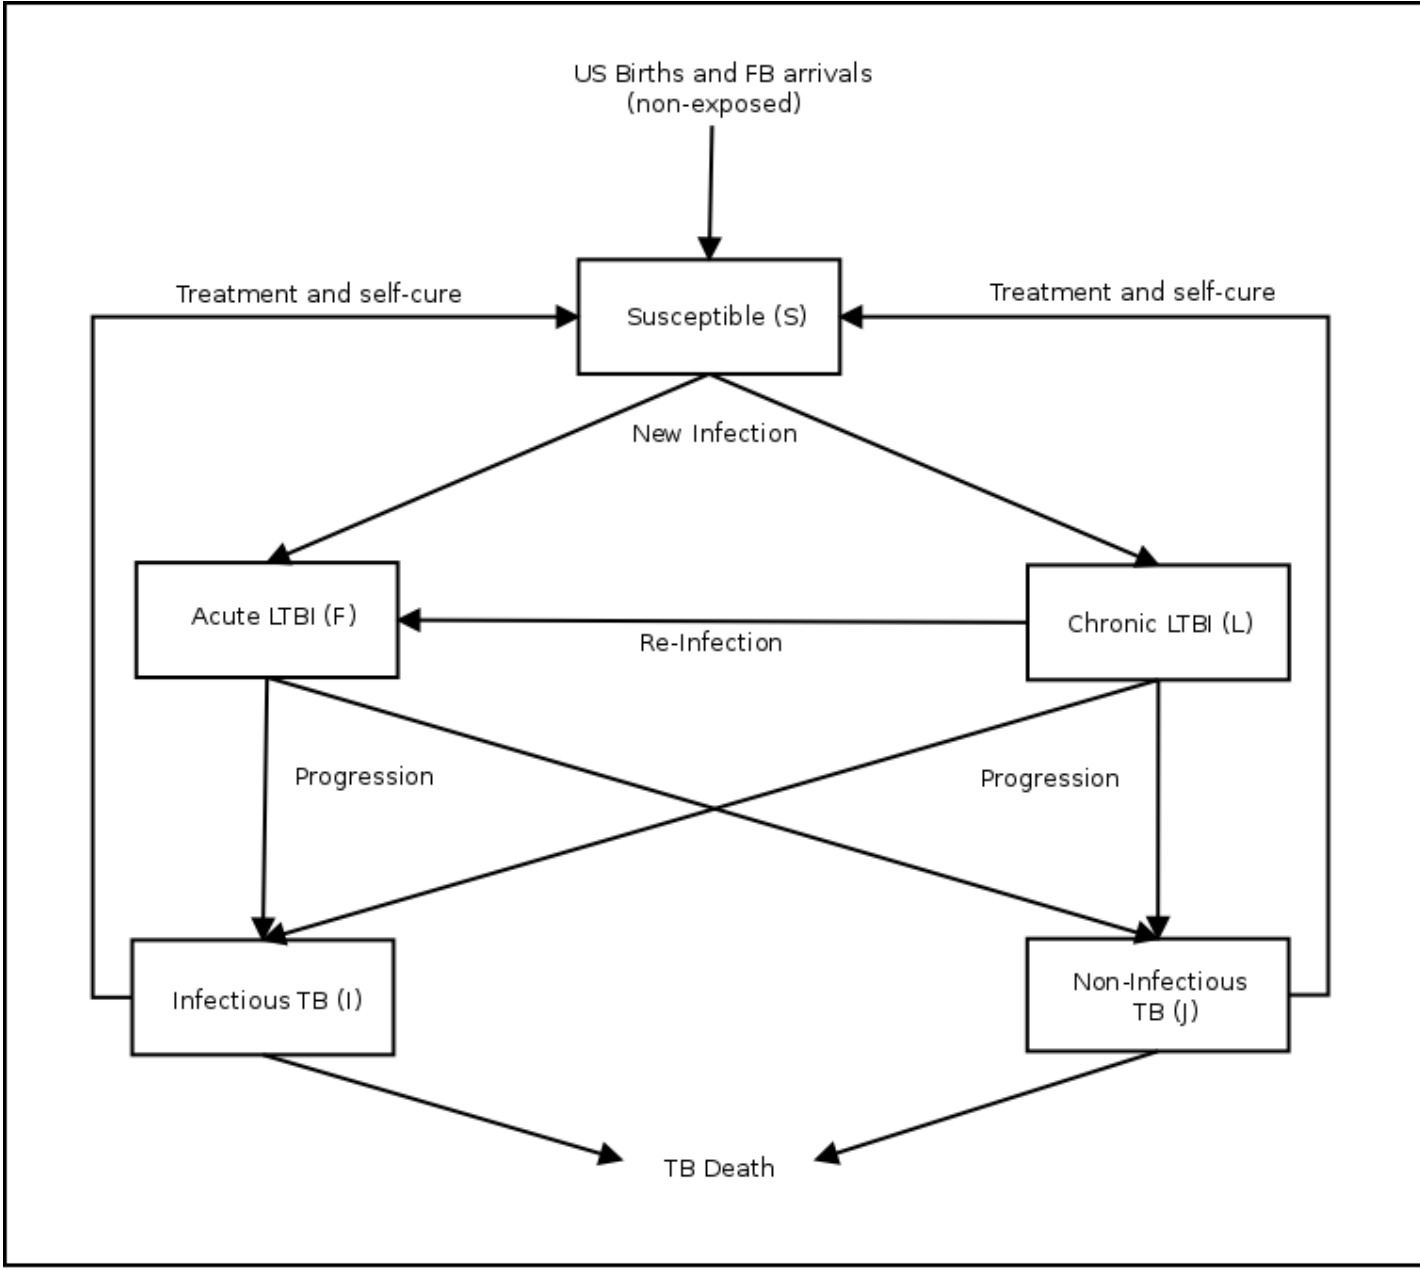 US Births and FB arrivals
(non-exposed)
Treatment and self-cure
Treatment and self-cure
Susceptible (S)
New Infection
Acute LTBI (F)
Chronic LTBI (L)
Re-Infection
Progression
Progression
Infectious TB (I)
Non-Infectious
TB (J)
TB Death